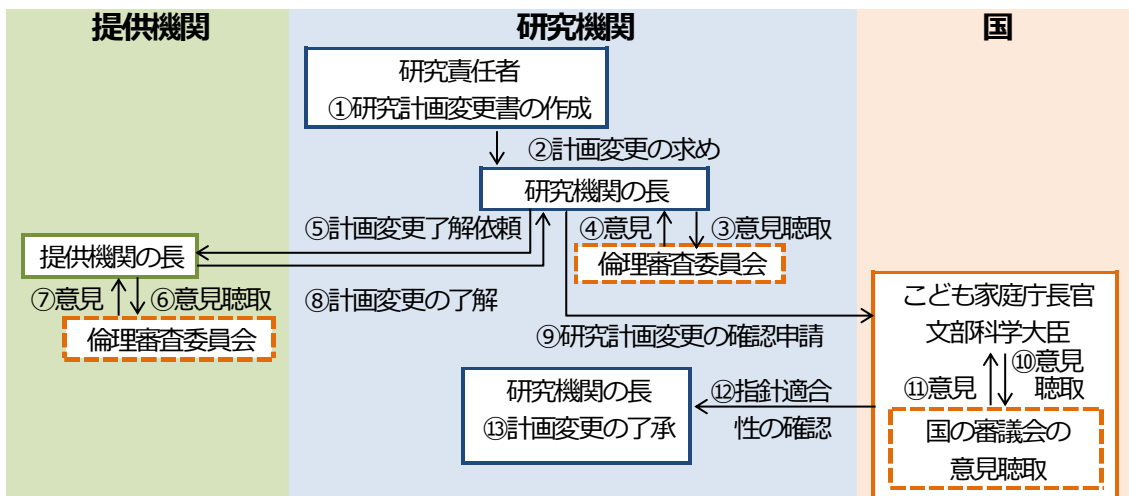 提供機関
研究機関
国
研究責任者
①研究計画変更書の作成
②計画変更の求め
研究機関の長
⑤計画変更了解依頼
④意見
③意見聴取
提供機関の長
倫理審査委員会
⑦意見
⑥意見聴取
⑧計画変更の了解
倫理審査委員会
こども家庭庁長官
文部科学大臣
⑨研究計画変更の確認申請
⑩意見
聴取
⑪意見
研究機関の長
⑬計画変更の了承
⑫指針適合
性の確認
国の審議会の
意見聴取